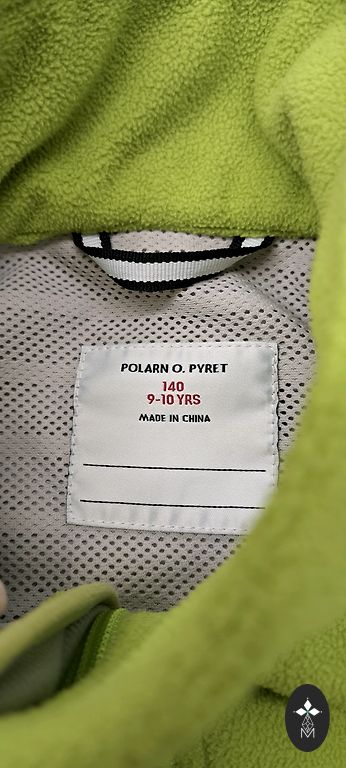 POLARN O. PYRET
140
9-10 YRS
MADE IN CHINA
M